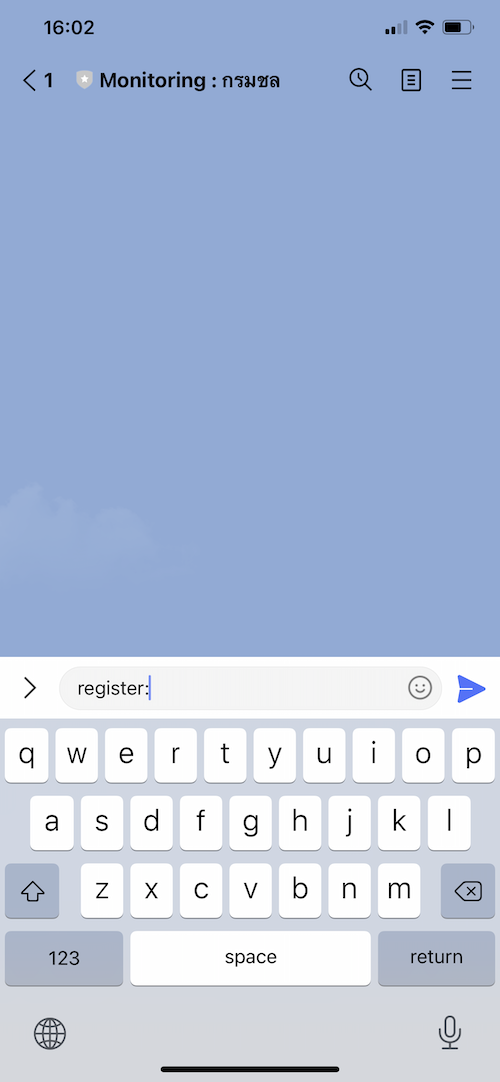 16:02
1 Monitoring : กรมชล
register:
q w e r t y u i o p
a s d f g h j k l
z x c v b n m
123 space return